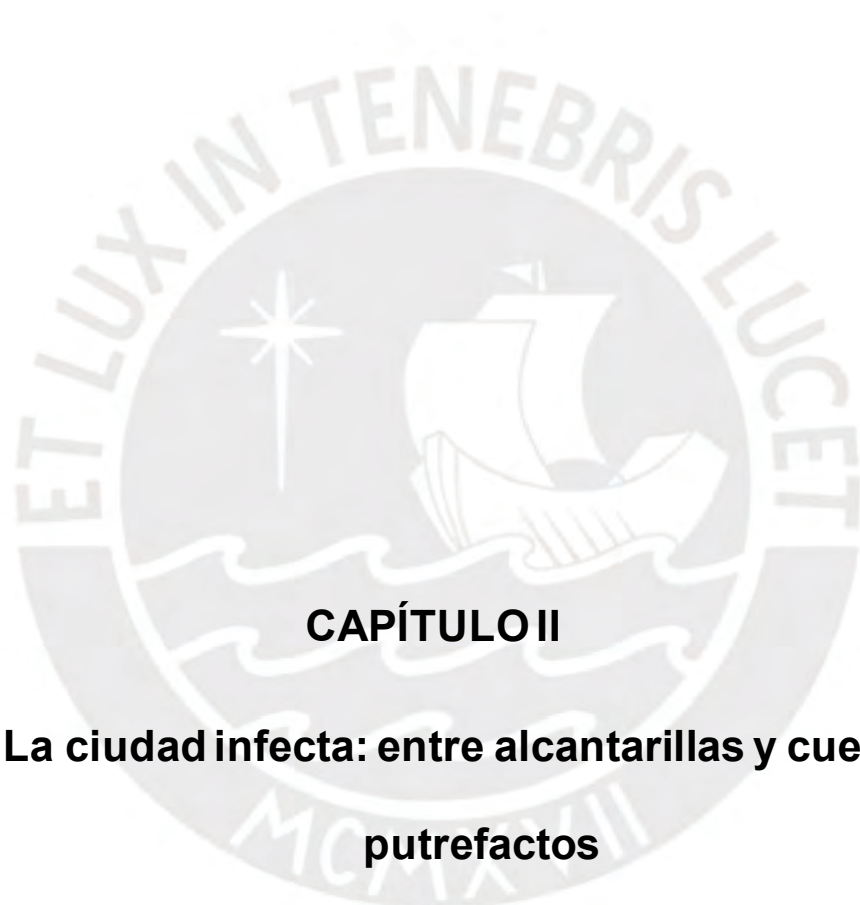 ET LUX IN TENEBRIS LUCET
CAPÍTULO II
La ciudad infecta: entre alcantarillas y cue
putrefactos
MCMXVII